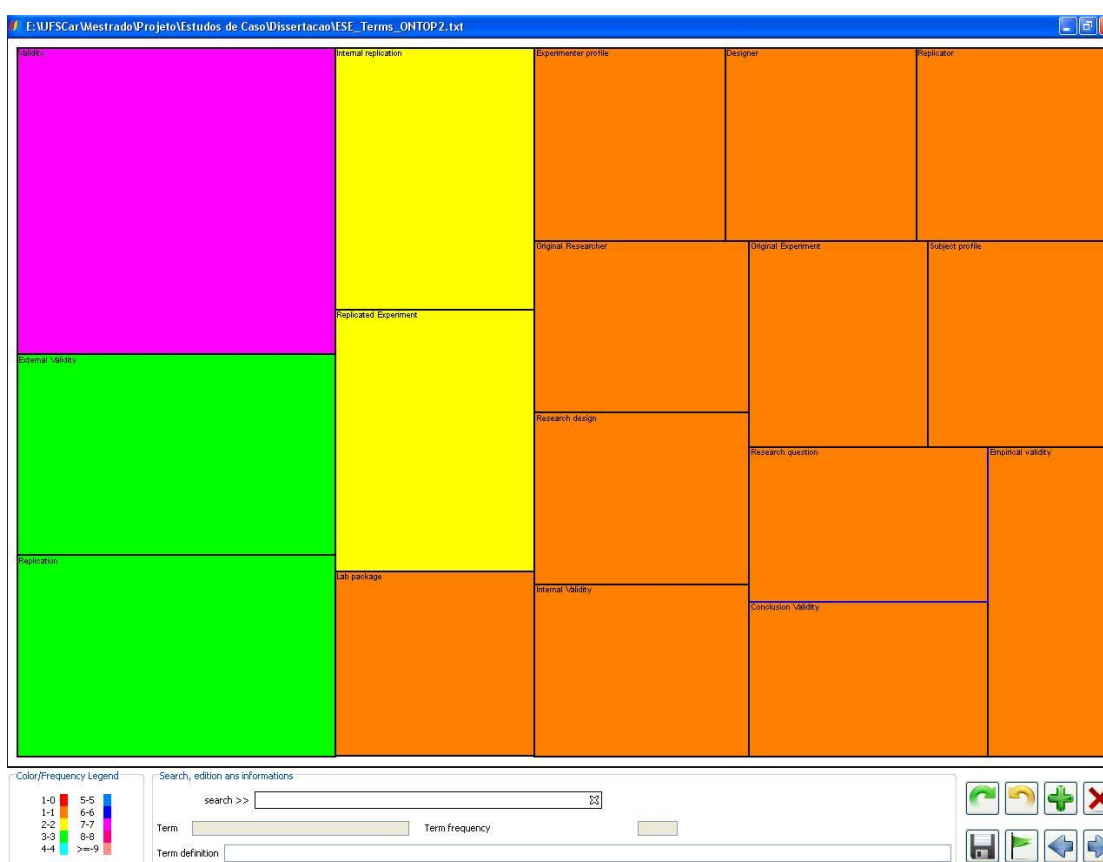 E:\UFSCar\Mestrado\Projeto\Estudos de Caso\Dissertacao\ESE_Terms_ONTOP2.txt
Validity
Internal replication
Experimenter profile
Designer
Replicator
Original Researcher
Original Experiment
Subject profile
Replicated Experiment
External Validity
Research design
Research question
Empirical validity
Replication
Lab package
Internal Validity
Conclusion Validity
Color/Frequency Legend
1-0 5-5
1-1 6-6
2-2 7-7
3-3 8-8
4-4 >=-9
Search, edition ans informations
search >>
Term
Term frequency
Term definition